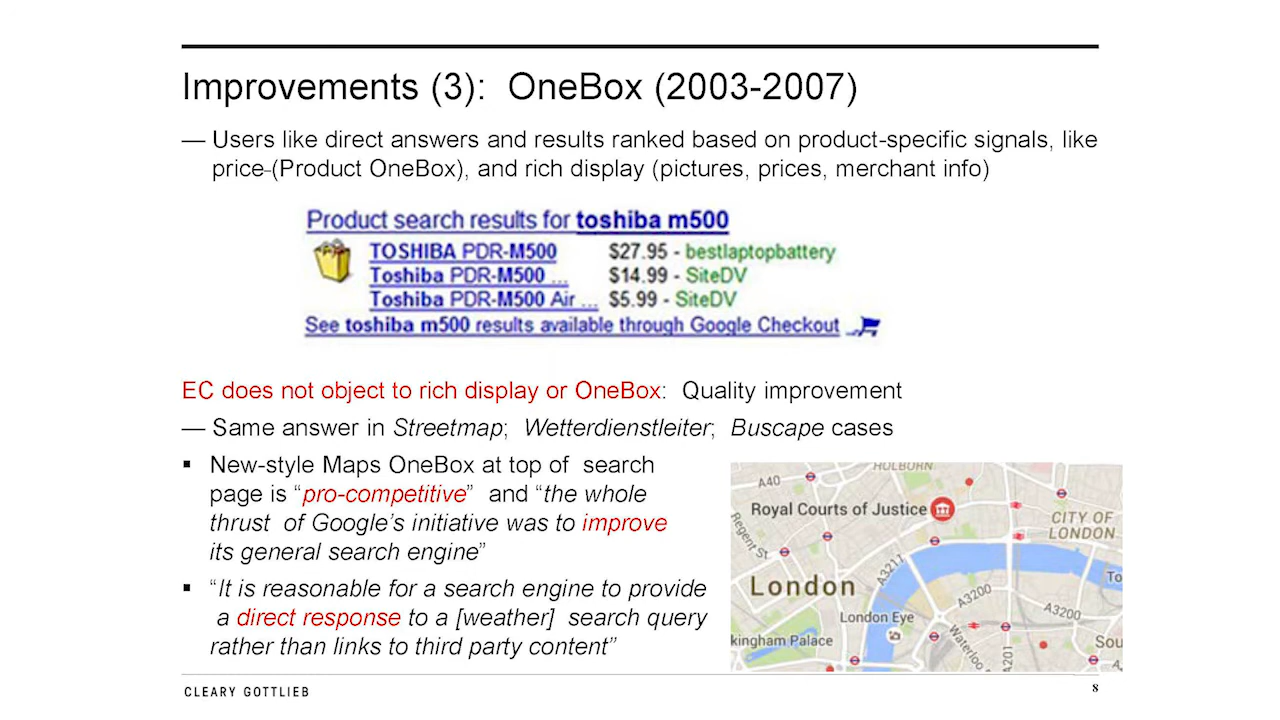 Improvements (3):  OneBox (2003-2007)
— Users like direct answers and results ranked based on product-specific signals, like
price-(Product OneBox), and rich display (pictures, prices, merchant info)
Product search results for toshiba m500
TOSHIBA PDR-M500 $27.95 - bestlaptopbattery
Toshiba PDR-M500 ... $14.99 - SiteDV
Toshiba PDR-M500 Air ... $5.99 - SiteDV
See toshiba m500 results available through Google Checkout
EC does not object to rich display or OneBox:  Quality improvement
— Same answer in Streetmap;  Wetterdienstleiter;  Buscape cases
▪ New-style Maps OneBox at top of  search
page is “pro-competitive”  and “the whole
thrust  of Google’s initiative was to improve
its general search engine”
▪ “It is reasonable for a search engine to provide
a direct response to a [weather]  search query
rather than links to third party content”
HOLBORN
A40
Royal Courts of Justice
Regent St
CITY OF
LONDON
A3211
London
To
A3200
A3200
London Eye
kingham Palace
Waterloo
A201
Sou
A
CLEARY GOTTLIEB
8